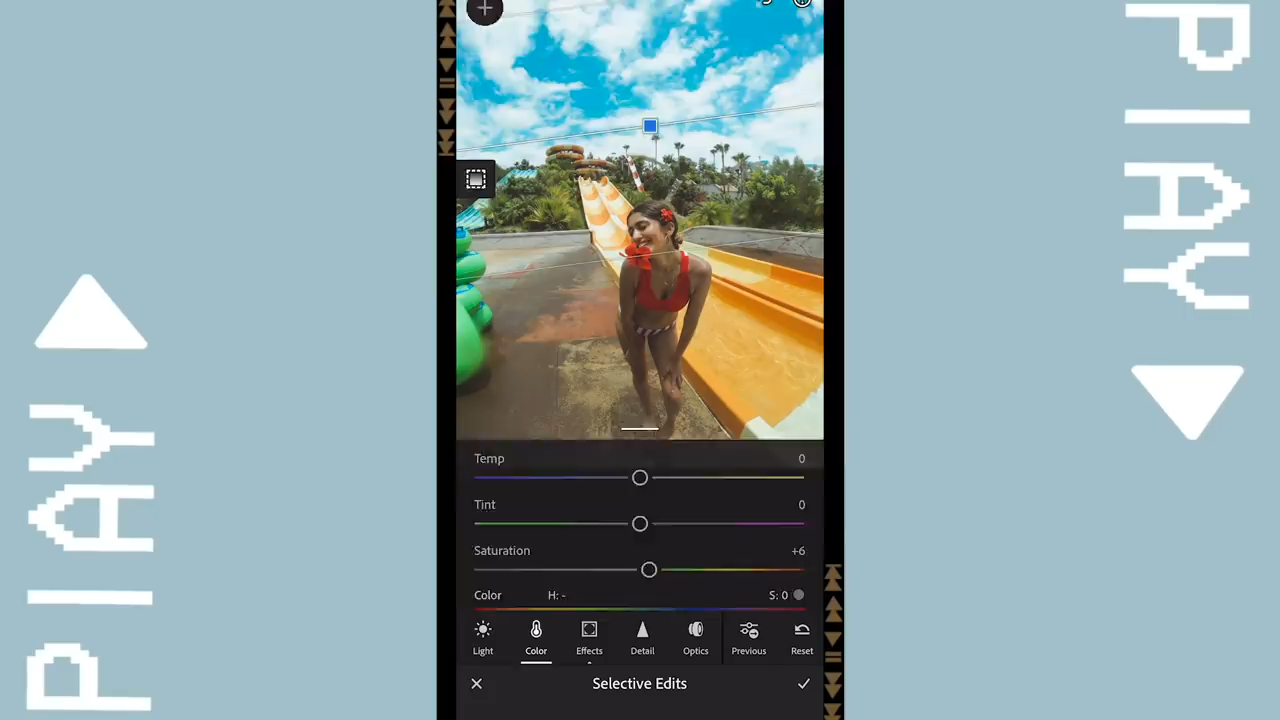 PLAY
PLAY
Temp 0
Tint 0
Saturation +6
Color H: - S: 0
Light Color Effects Detail Optics Previous Reset
Selective Edits